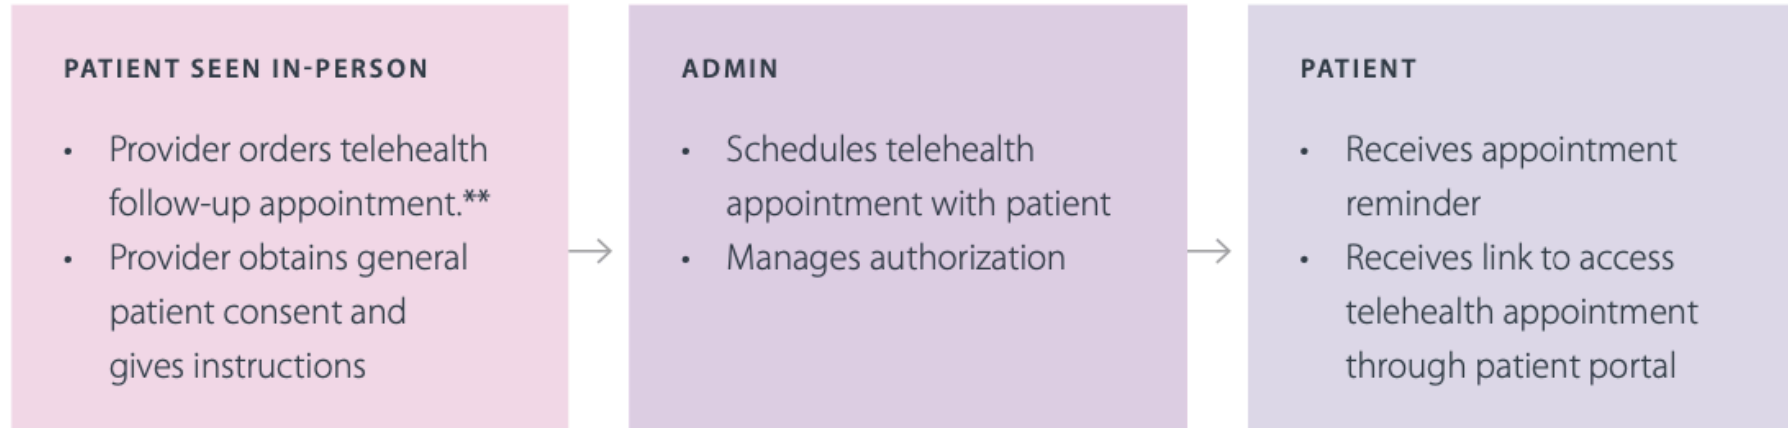 PATIENT SEEN IN-PERSON
• Provider orders telehealth
follow-up appointment.**
• Provider obtains general
patient consent and
gives instructions
ADMIN
• Schedules telehealth
appointment with patient
• Manages authorization
PATIENT
• Receives appointment
reminder
• Receives link to access
telehealth appointment
through patient portal